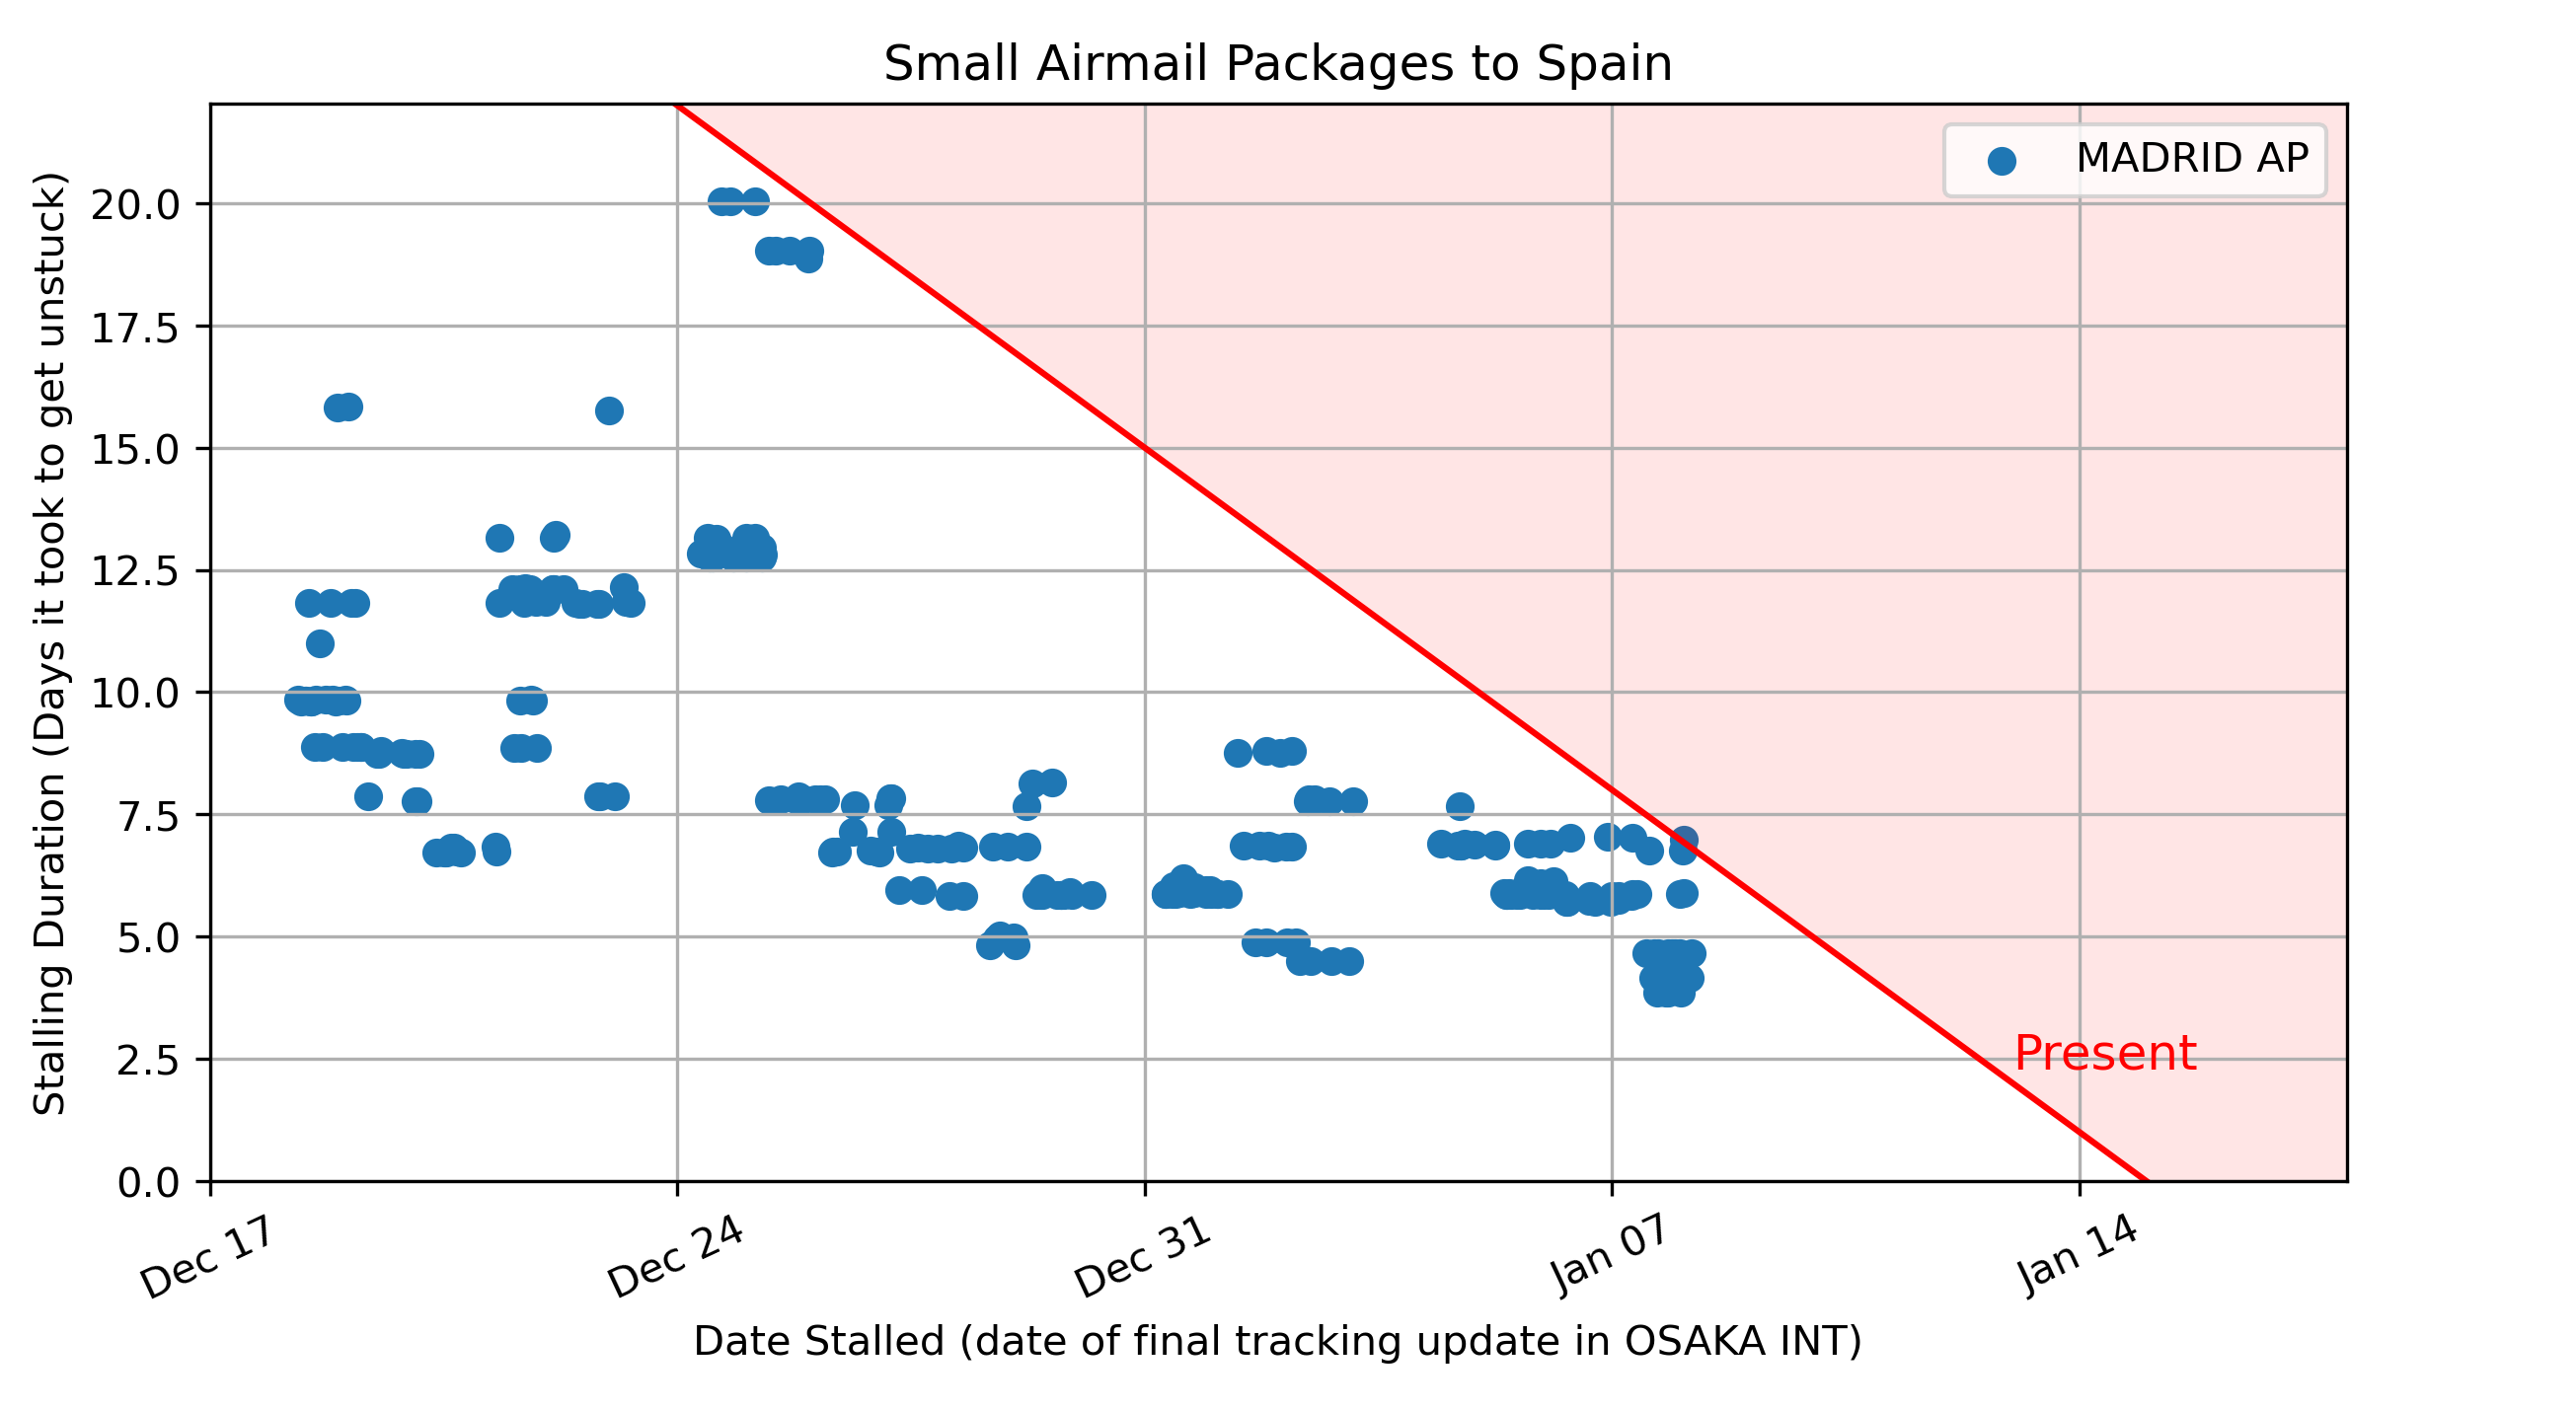 Small Airmail Packages to Spain
MADRID AP
Stalling Duration (Days it took to get unstuck)
20.0
17.5
15.0
12.5
10.0
7.5
5.0
2.5
0.0
Present
Dec 17
Dec 24
Dec 31
Jan 07
Jan 14
Date Stalled (date of final tracking update in OSAKA INT)